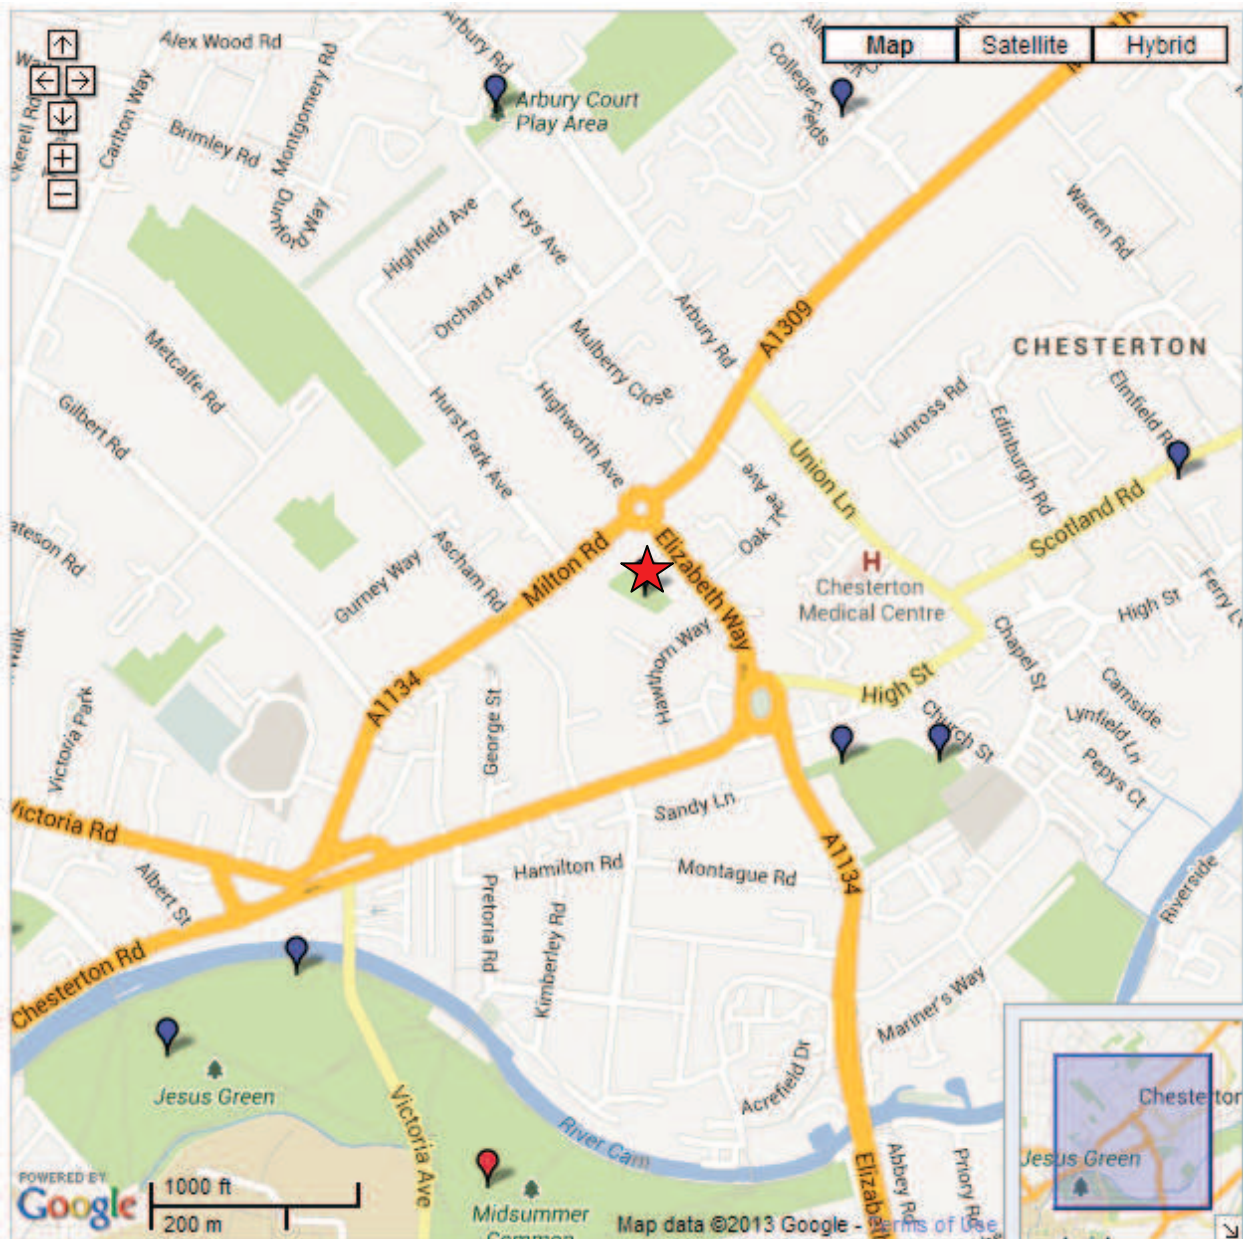 Alex Wood Rd
Arbury Rd
Map
Satellite
Hybrid
Carlton Way
Montgomery Rd
Brimley Rd
Arbury Court
Play Area
College Fields
Warren Rd
Highfield Ave
Leys Ave
Orchard Ave
Arbury Rd
A1309
CHESTERTON
Metcalfe Rd
Mulberry Close
Gilbert Rd
Hurst Park Ave
Highworth Ave
Kinross Rd
Edinburgh Rd
Elmfield Rd
Union Ln
Scotland Rd
Oak Tree Ave
Milton Rd
Elizabeth Way
Ascham Rd
Gurney Way
H
Chesterton
Medical Centre
High St
Chapel St
Hawthorn Way
High St
Church St
Camside
Lynfield Ln
Pepys Ct
A1134
George St
Victoria Park
Sandy Ln
Victoria Rd
Hamilton Rd
Montague Rd
A1134
Albert St
Pretoria Rd
Kimberley Rd
Riverside
Chesterton Rd
Mariner's Way
Acrefield Dr
Jesus Green
Victoria Ave
River Cam
Abbey Rd
Priory Rd
Midsummer
Common
POWERED BY
Google
1000 ft
200 m
Map data ©2013 Google - Terms of Use
Chesterton
Jesus Green